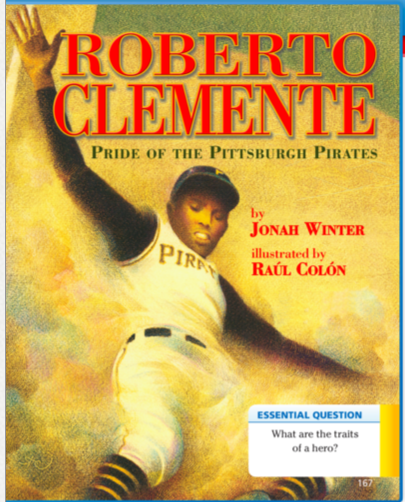 ROBERTO
CLEMENTE
PRIDE OF THE PITTSBURGH PIRATES
by
JONAH WINTER
illustrated by
RAÚL COLÓN
PIRAT
ESSENTIAL QUESTION
What are the traits
of a hero?
167